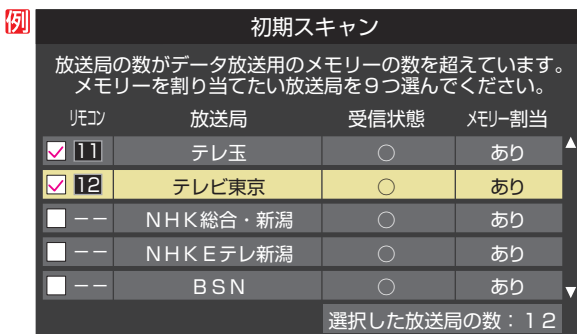 例
初期スキャン
放送局の数がデータ放送用のメモリーの数を超えています。
メモリーを割り当てたい放送局を9つ選んでください。
リモコン 放送局 受信状態 メモリー割当
11 テレ玉 ○ あり
12 テレビ東京 ○ あり
−− NHK総合・新潟 ○ あり
−− NHKEテレ新潟 ○ あり
−− BSN ○ あり
選択した放送局の数：12